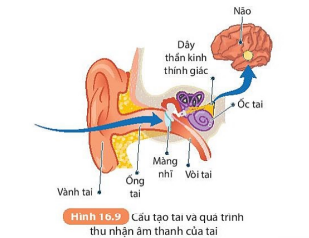 Não
Dây
thần kinh
thính giác
Ốc tai
Màng
nhĩ
Vòi tai
Ống
tai
Vành tai
Hình 16.9 Cấu tạo tai và quá trình
thu nhận âm thanh của tai